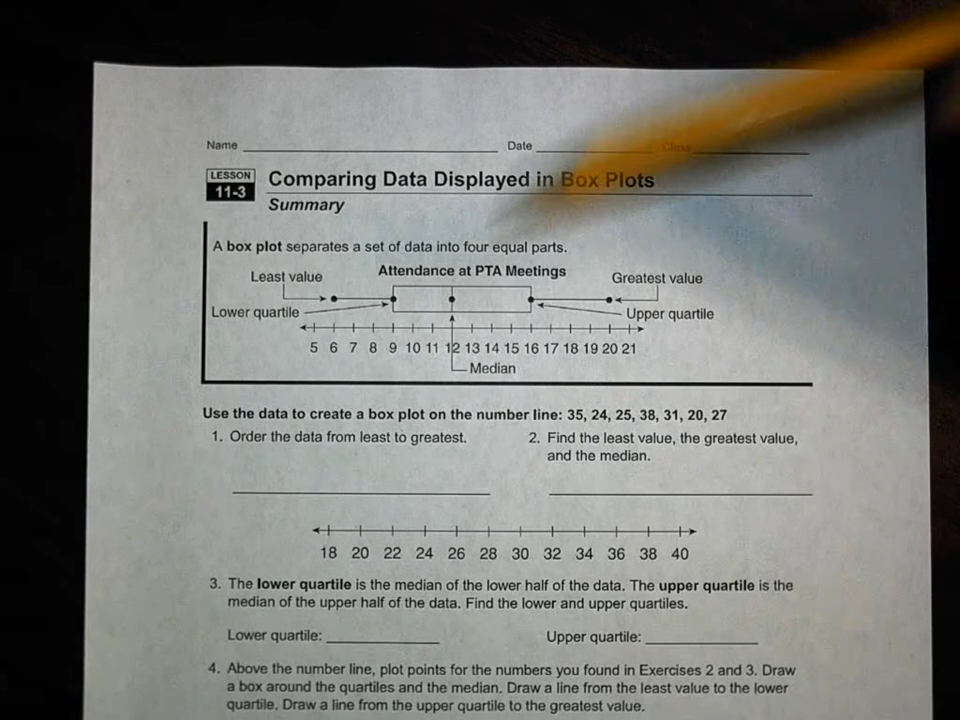 Name Date Class
LESSON
11-3
Comparing Data Displayed in Box Plots
Summary
A box plot separates a set of data into four equal parts.
Attendance at PTA Meetings
Least value
Greatest value
Lower quartile
Upper quartile
5 6 7 8 9 10 11 12 13 14 15 16 17 18 19 20 21
Median
Use the data to create a box plot on the number line: 35, 24, 25, 38, 31, 20, 27
1. Order the data from least to greatest.
2. Find the least value, the greatest value,
and the median.
18 20 22 24 26 28 30 32 34 36 38 40
3. The lower quartile is the median of the lower half of the data. The upper quartile is the
median of the upper half of the data. Find the lower and upper quartiles.
Lower quartile: Upper quartile:
4. Above the number line, plot points for the numbers you found in Exercises 2 and 3. Draw
a box around the quartiles and the median. Draw a line from the least value to the lower
quartile. Draw a line from the upper quartile to the greatest value.